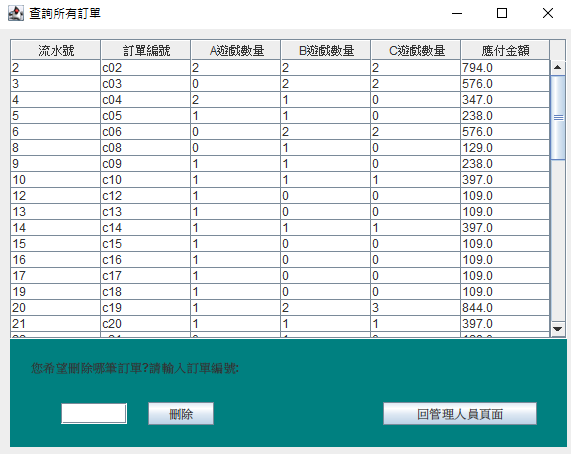 查詢所有訂單
流水號 訂單編號 A遊戲數量 B遊戲數量 C遊戲數量 應付金額
2 c02 2 2 2 794.0
3 c03 0 2 2 576.0
4 c04 2 1 0 347.0
5 c05 1 1 0 238.0
6 c06 0 2 2 576.0
8 c08 0 1 0 129.0
9 c09 1 1 0 238.0
10 c10 1 1 1 397.0
12 c12 1 0 0 109.0
13 c13 1 0 0 109.0
14 c14 1 1 1 397.0
15 c15 1 0 0 109.0
16 c16 1 0 0 109.0
17 c17 1 0 0 109.0
19 c18 1 0 0 109.0
20 c19 1 2 3 844.0
21 c20 1 1 1 397.0
您希望刪除哪筆訂單?請輸入訂單編號:
刪除 回管理人員頁面